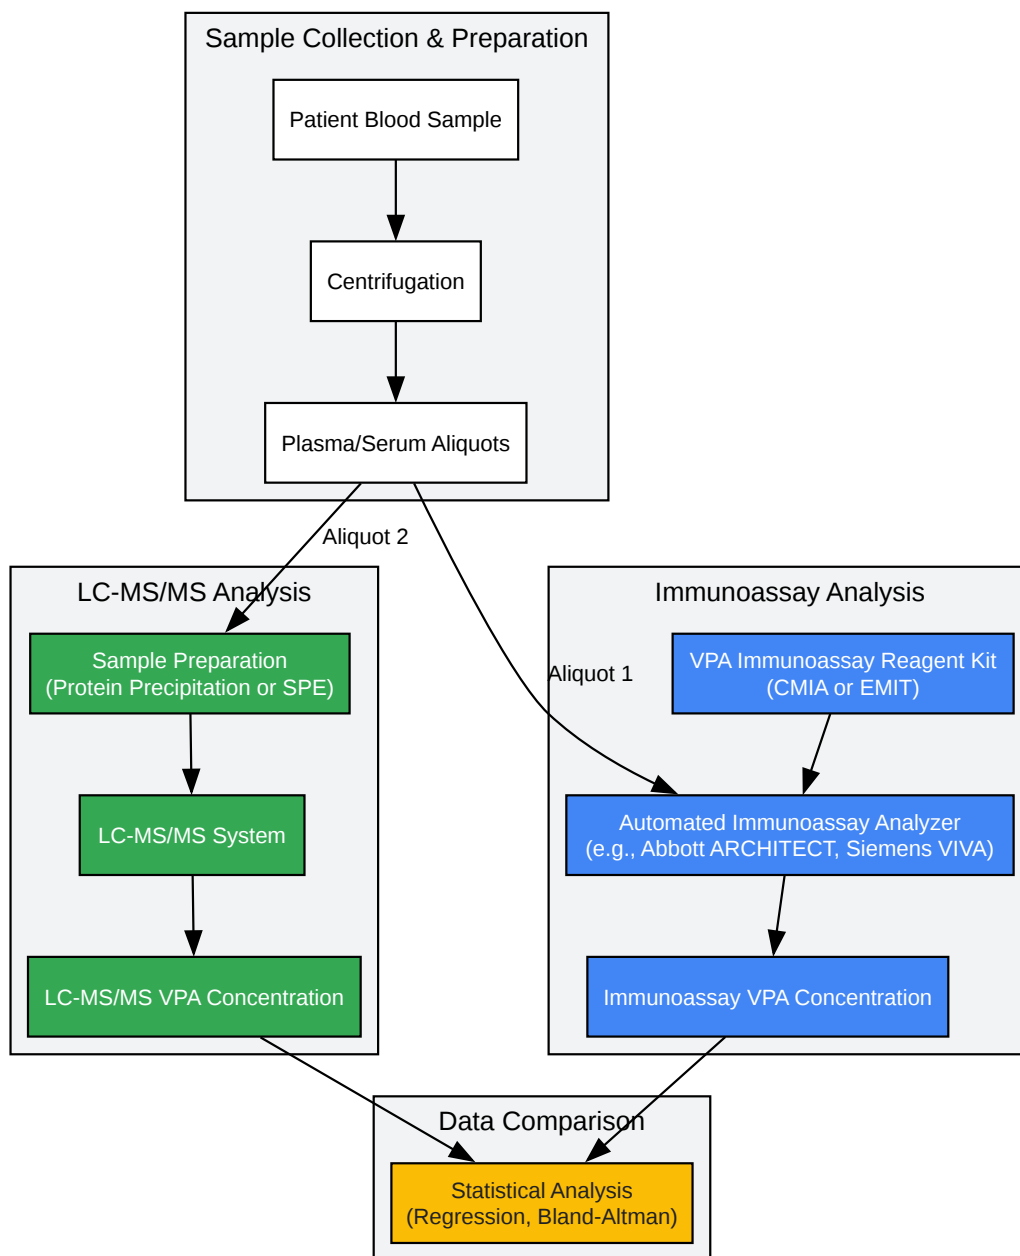 Sample Collection & Preparation
Patient Blood Sample
Centrifugation
Plasma/Serum Aliquots
Aliquot 2
LC-MS/MS Analysis
Sample Preparation
(Protein Precipitation or SPE)
LC-MS/MS System
LC-MS/MS VPA Concentration
Aliquot 1
Immunoassay Analysis
VPA Immunoassay Reagent Kit
(CMIA or EMIT)
Automated Immunoassay Analyzer
(e.g., Abbott ARCHITECT, Siemens VIVA)
Immunoassay VPA Concentration
Data Comparison
Statistical Analysis
(Regression, Bland-Altman)